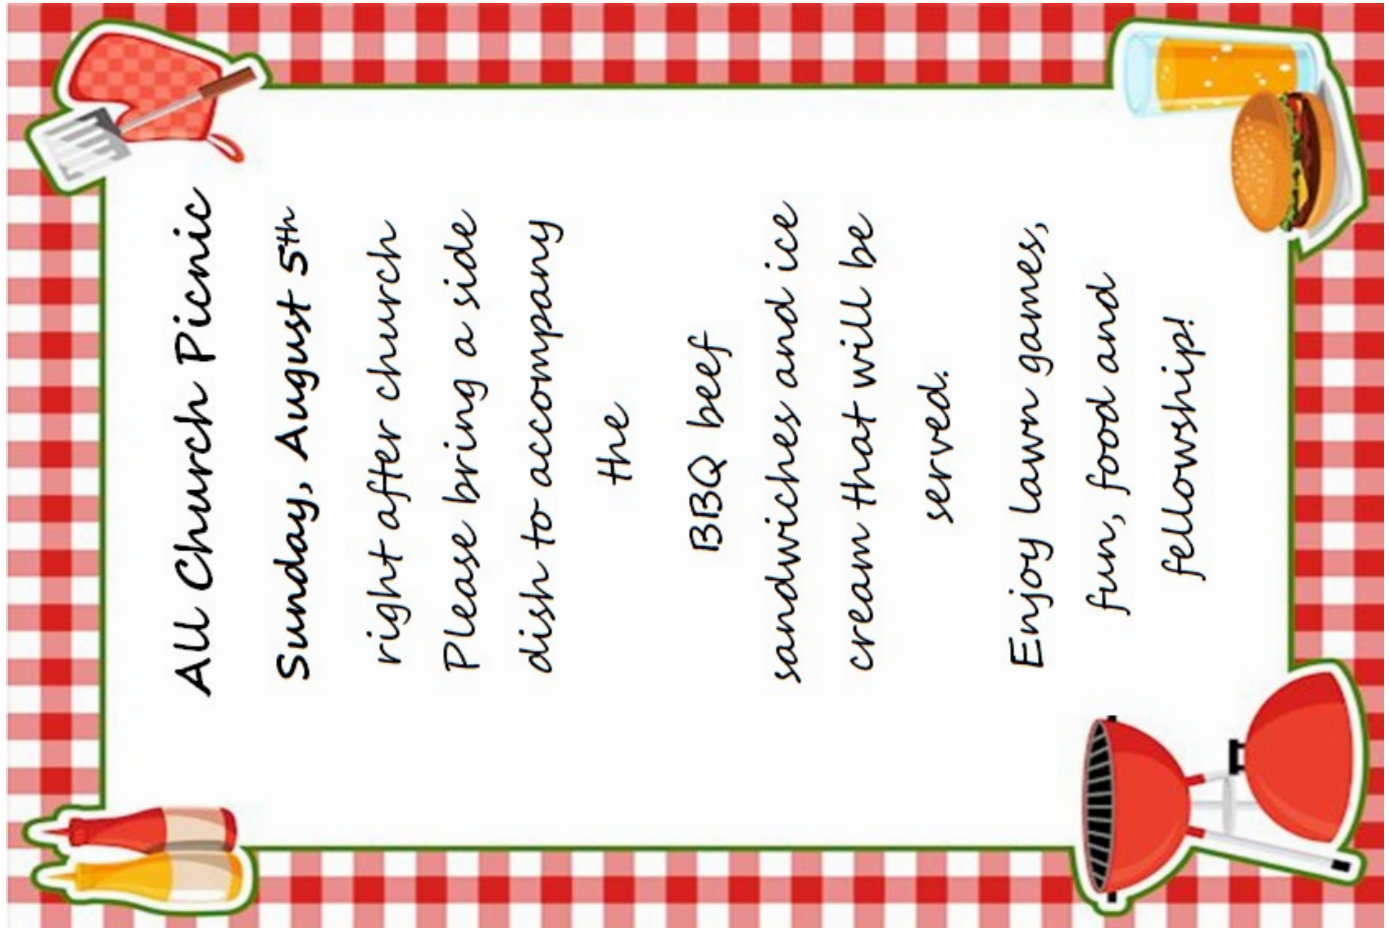 All Church Picnic
Sunday, August 5th
right after church
Please bring a side
dish to accompany
the
BBQ beef
sandwiches and ice
cream that will be
served.
Enjoy lawn games,
fun, food and
fellowship!